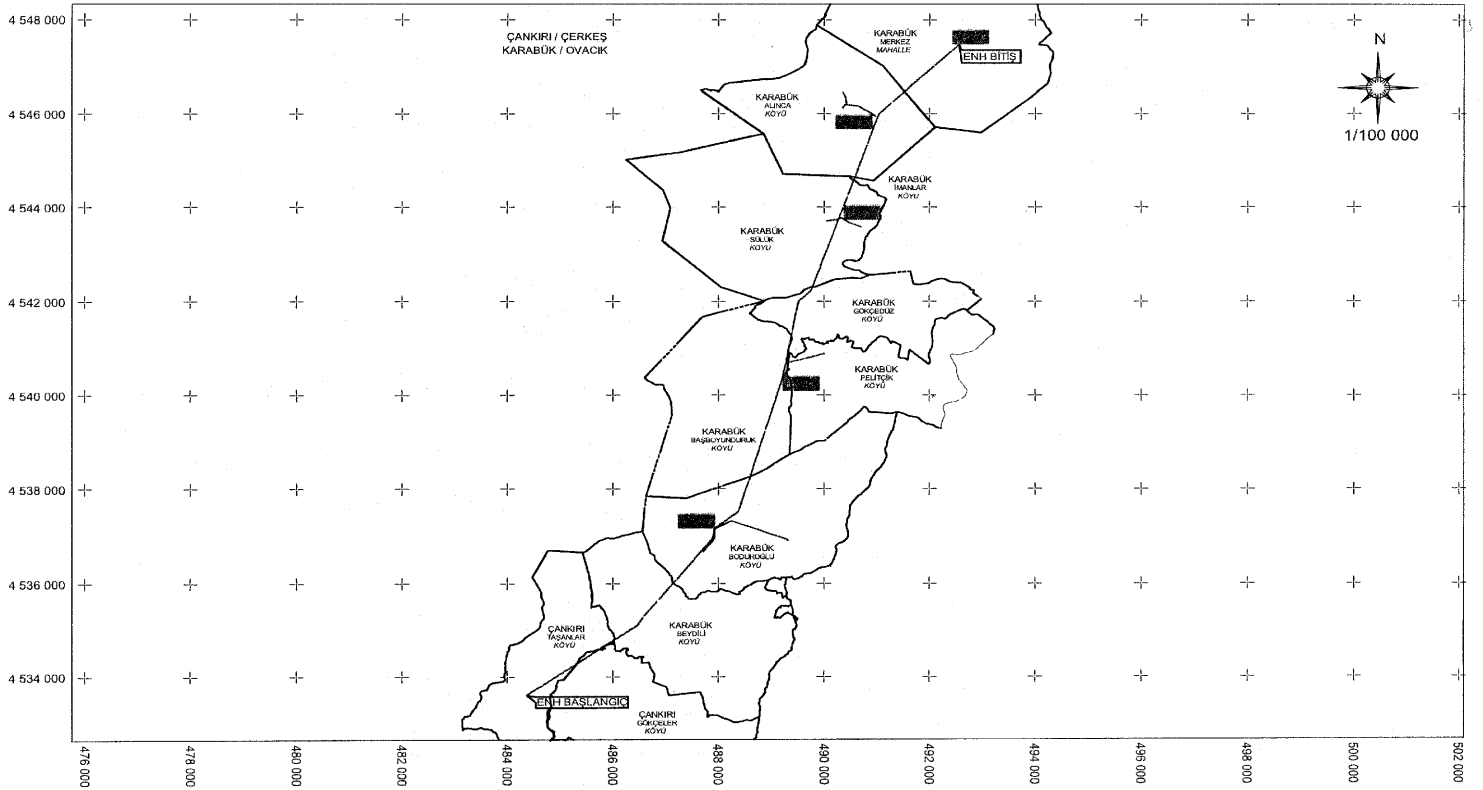 4 548 000
ÇANKIRI / ÇERKEŞ
KARABÜK / OVACIK
KARABÜK
MERKEZ
MAHALLE
ENH BİTİŞ
N
1/100 000
4 546 000
KARABÜK
ALINCA
KÖYÜ
KARABÜK
İMANLAR
KÖYÜ
4 544 000
KARABÜK
SÜLÜK
KÖYÜ
4 542 000
KARABÜK
GÖKÇEDÜZ
KÖYÜ
KARABÜK
PELİTÇİK
KÖYÜ
4 540 000
KARABÜK
BAŞBOYUNDURUK
KÖYÜ
4 538 000
KARABÜK
BODUROĞLU
KÖYÜ
4 536 000
ÇANKIRI
TAŞANLAR
KÖYÜ
KARABÜK
BEYDİLİ
KÖYÜ
4 534 000
ENH BAŞLANGIÇ
ÇANKIRI
GÖKÇELER
KÖYÜ
476 000
478 000
480 000
482 000
484 000
486 000
488 000
490 000
492 000
494 000
496 000
498 000
500 000
502 000